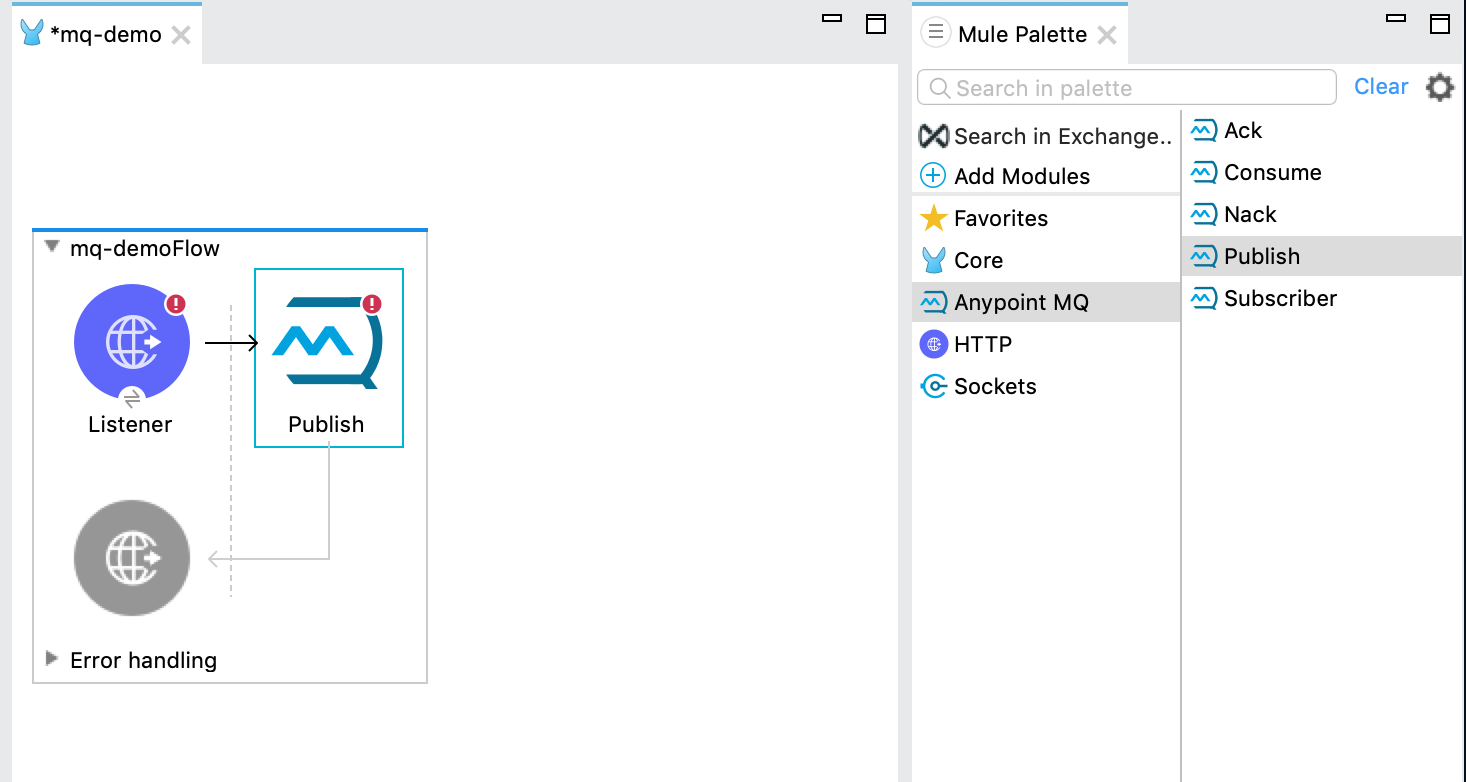 *mq-demo
mq-demoFlow
Listener
Publish
Error handling
Mule Palette
Search in palette
Clear
Search in Exchange..
Add Modules
Favorites
Core
Anypoint MQ
HTTP
Sockets
Ack
Consume
Nack
Publish
Subscriber